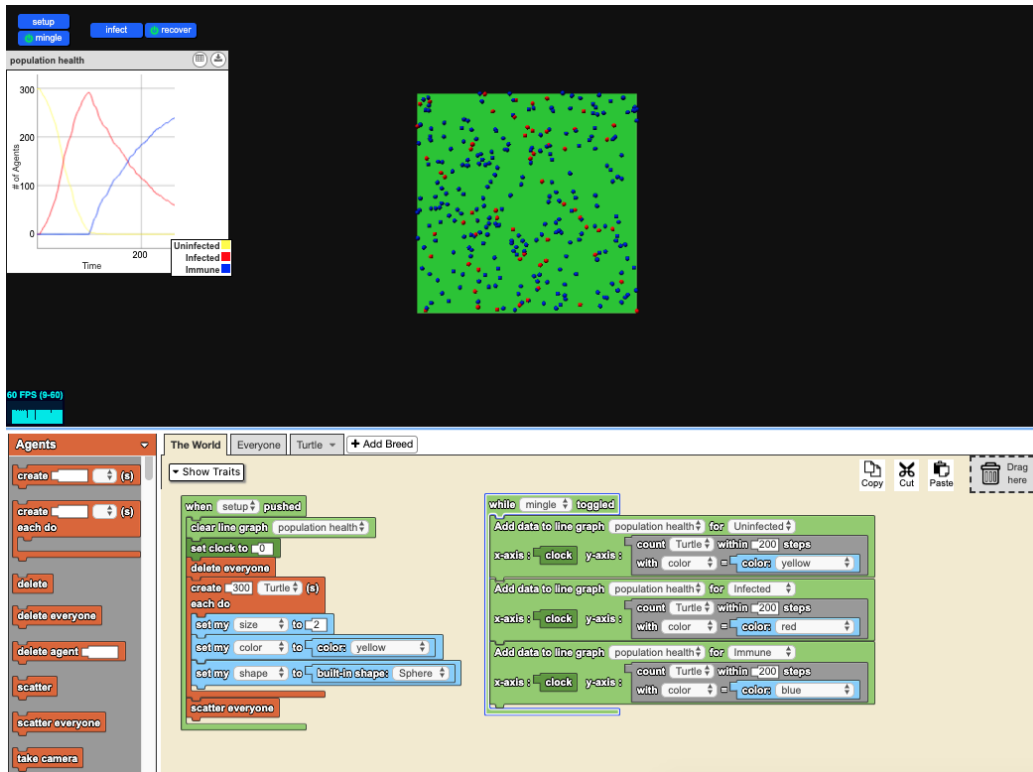 setup
mingle
infect
recover
population health
300
200
100
0
# of Agents
200
Time
Uninfected
Infected
Immune
60 FPS (9-60)
Agents
create (s)
create (s)
each do
delete
delete everyone
delete agent
scatter
scatter everyone
take camera
The World Everyone Turtle + Add Breed
Show Traits
Copy Cut Paste Drag here
when setup pushed
clear line graph population health
set clock to 0
delete everyone
create 300 Turtle (s)
each do
set my size to 2
set my color to color: yellow
set my shape to built-in shape: Sphere
scatter everyone
while mingle toggled
Add data to line graph population health for Uninfected
x-axis : clock y-axis : count Turtle within 200 steps
with color = color: yellow
Add data to line graph population health for Infected
x-axis : clock y-axis : count Turtle within 200 steps
with color = color: red
Add data to line graph population health for Immune
x-axis : clock y-axis : count Turtle within 200 steps
with color = color: blue